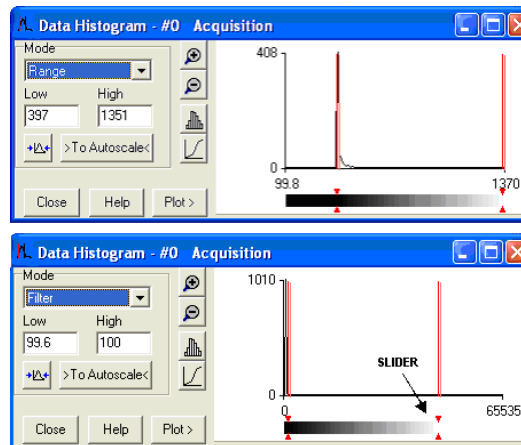 Data Histogram - #0 Acquisition
Mode
Range
Low High
397 1351
>To Autoscale<
Close Help Plot >
408
0
99.8 1370
Data Histogram - #0 Acquisition
Mode
Filter
Low High
99.6 100
>To Autoscale<
Close Help Plot >
1010
0
SLIDER
0 65535